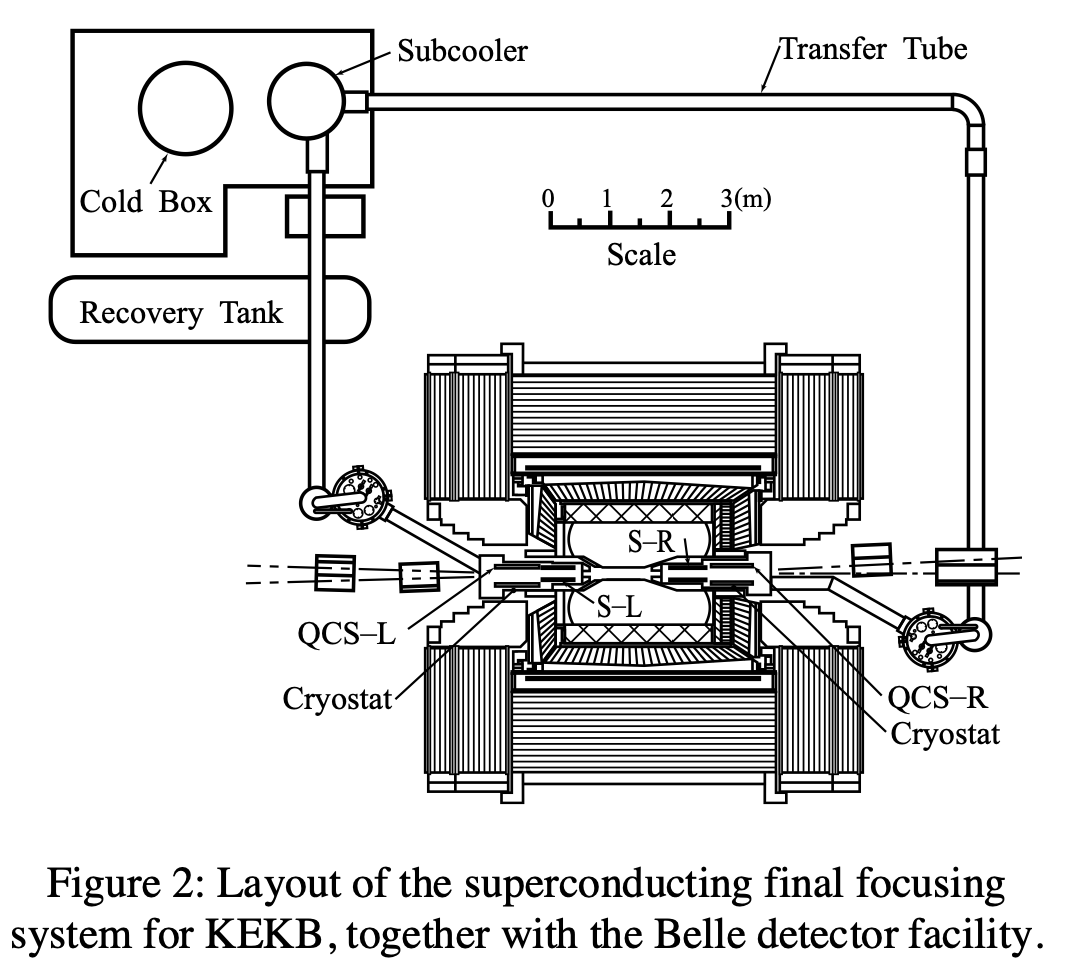 Subcooler
Transfer Tube
Cold Box
0 1 2 3(m)
Scale
Recovery Tank
S–R
S–L
QCS–L
Cryostat
QCS–R
Cryostat
Figure 2: Layout of the superconducting final focusing
system for KEKB, together with the Belle detector facility.